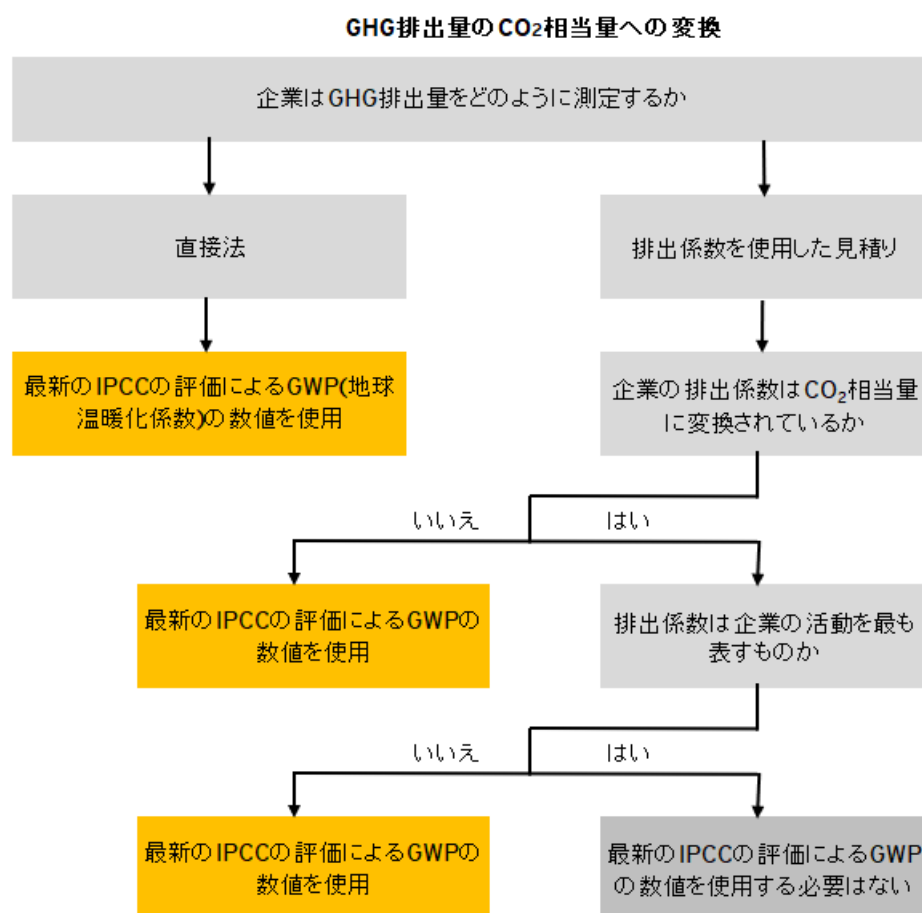 GHG排出量のCO2相当量への変換
企業はGHG排出量をどのように測定するか
直接法
排出係数を使用した見積り
最新のIPCCの評価によるGWP(地球
温暖化係数)の数値を使用
企業の排出係数はCO₂相当量
に変換されているか
いいえ
はい
最新のIPCCの評価によるGWPの
数値を使用
排出係数は企業の活動を最も
表すものか
いいえ
はい
最新のIPCCの評価によるGWPの
数値を使用
最新のIPCCの評価によるGWP
の数値を使用する必要はない